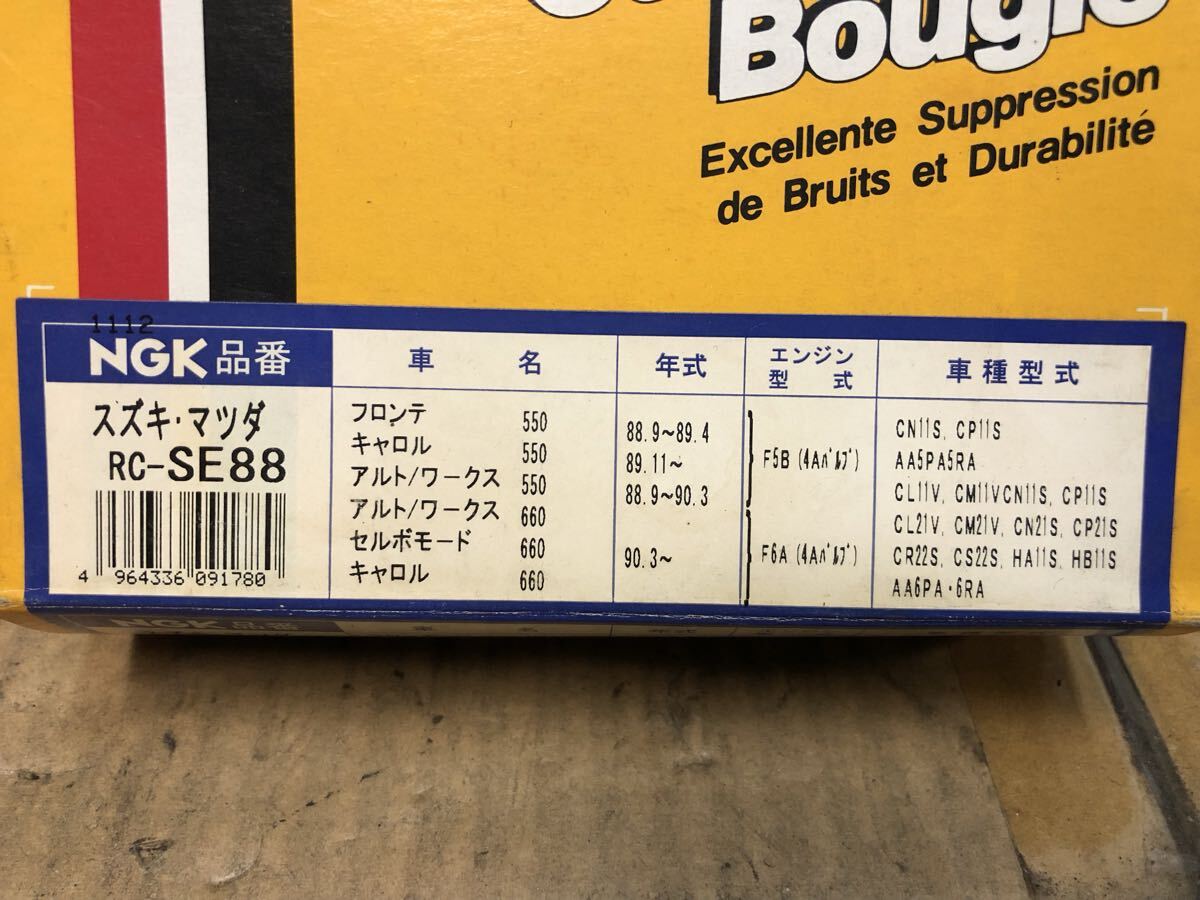 Bougie
Excellente Suppression
de Bruits et Durabilité
1112
NGK 品番
車 名
年式
エンジン
型 式
車種型式
スズキ・マツダ
RC-SE88
4 964336 091780
フロンテ 550
キャロル 550
アルト/ワークス 550
アルト/ワークス 660
セルボモード 660
キャロル 660
88.9~89.4
89.11~
88.9~90.3
90.3~
F5B (4Aバルブ)
F6A (4Aバルブ)
CN11S, CP11S
AA5PA5RA
CL11V, CM11VCN11S, CP11S
CL21V, CM21V, CN21S, CP21S
CR22S, CS22S, HA11S, HB11S
AA6PA・6RA
NGK 品番